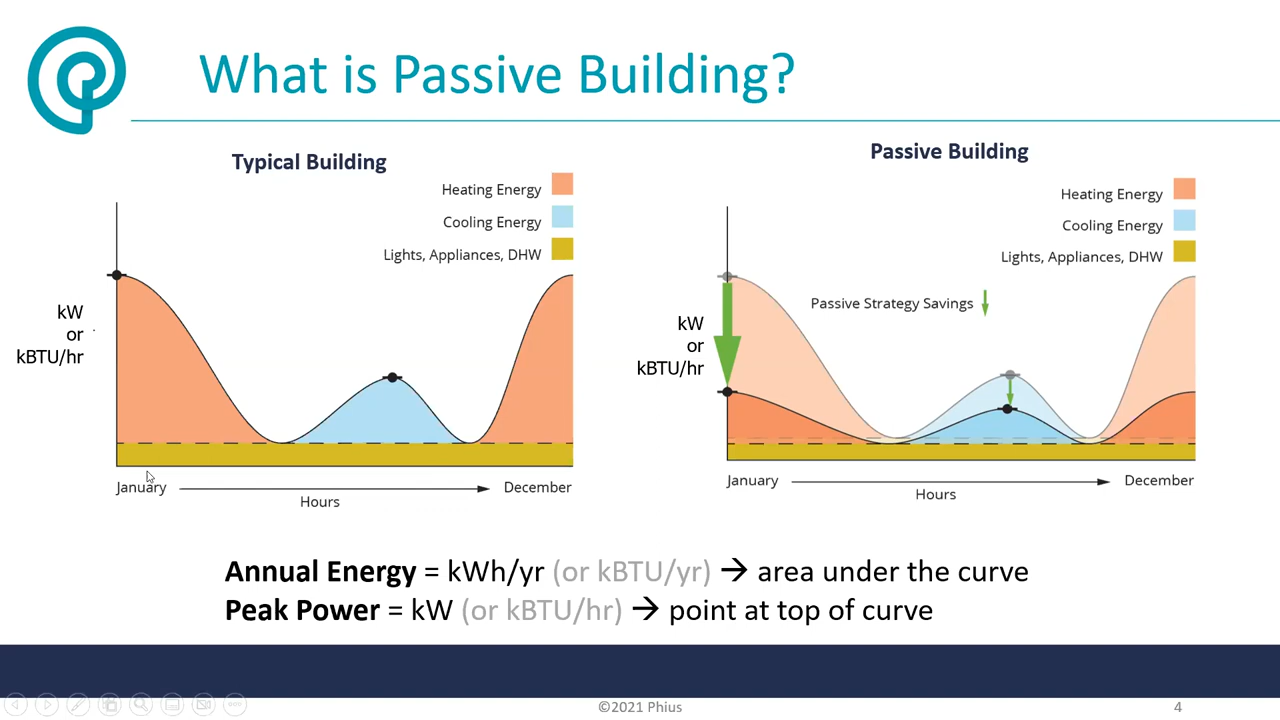 What is Passive Building?
Typical Building
Heating Energy
Cooling Energy
Lights, Appliances, DHW
kW
or
kBTU/hr
January
December
Hours
Passive Building
Heating Energy
Cooling Energy
Lights, Appliances, DHW
Passive Strategy Savings
kW
or
kBTU/hr
January
December
Hours
Annual Energy = kWh/yr (or kBTU/yr) → area under the curve
Peak Power = kW (or kBTU/hr) → point at top of curve
©2021 Phius
4